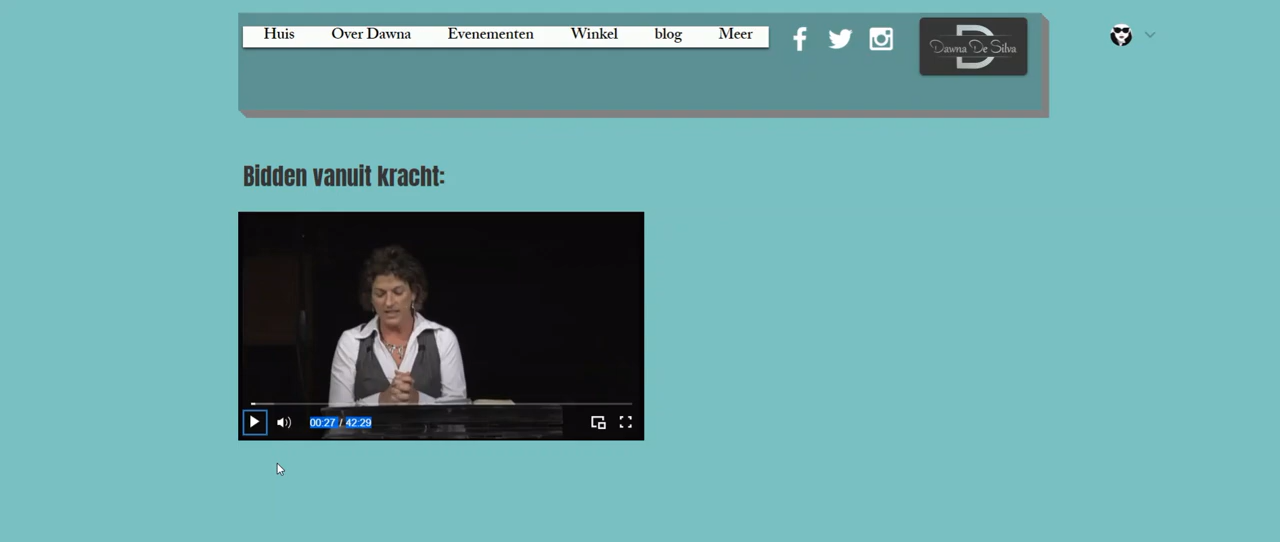 Huis Over Dawna Evenementen Winkel blog Meer
Dawna De Silva
Bidden vanuit kracht:
00:27 / 42:29